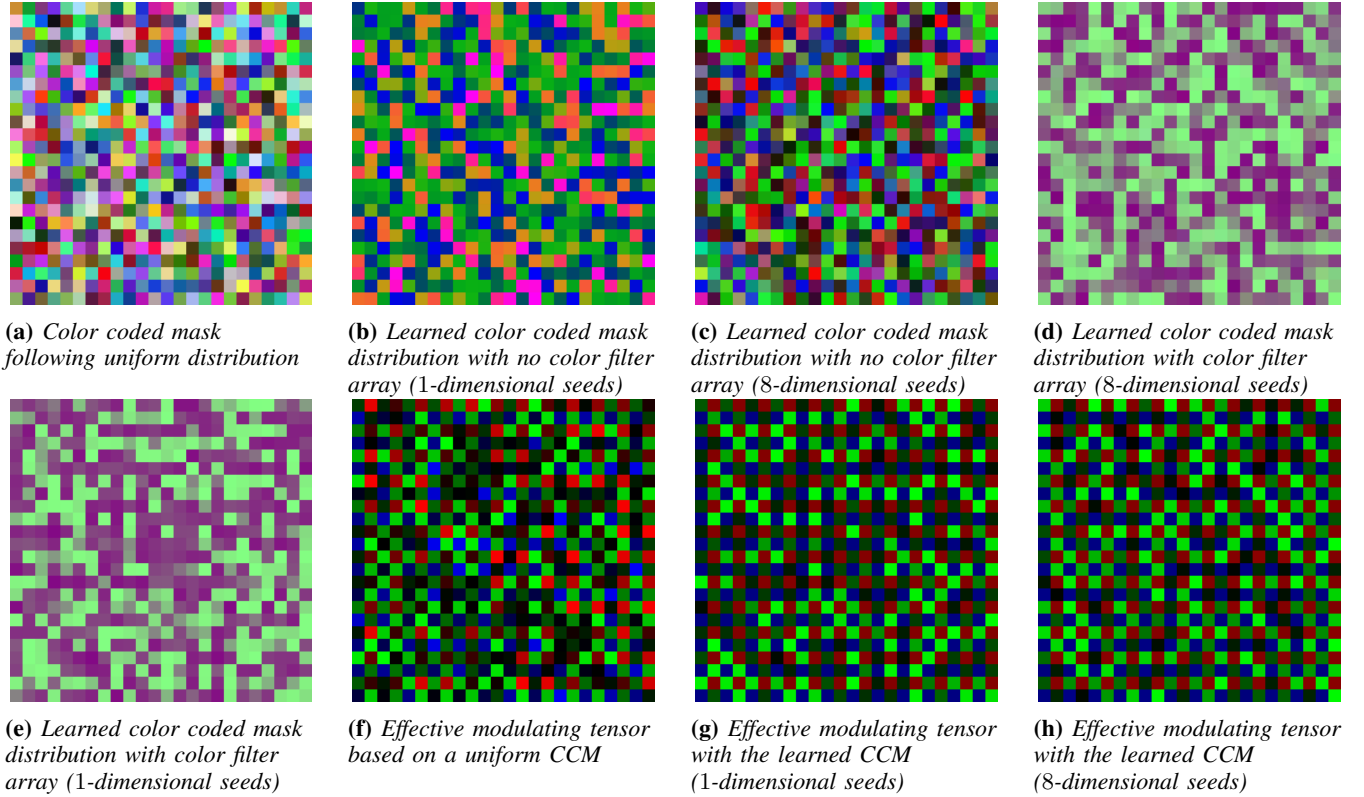 (a) Color coded mask
following uniform distribution
(b) Learned color coded mask
distribution with no color filter
array (1-dimensional seeds)
(c) Learned color coded mask
distribution with no color filter
array (8-dimensional seeds)
(d) Learned color coded mask
distribution with color filter
array (8-dimensional seeds)
(e) Learned color coded mask
distribution with color filter
array (1-dimensional seeds)
(f) Effective modulating tensor
based on a uniform CCM
(g) Effective modulating tensor
with the learned CCM
(1-dimensional seeds)
(h) Effective modulating tensor
with the learned CCM
(8-dimensional seeds)